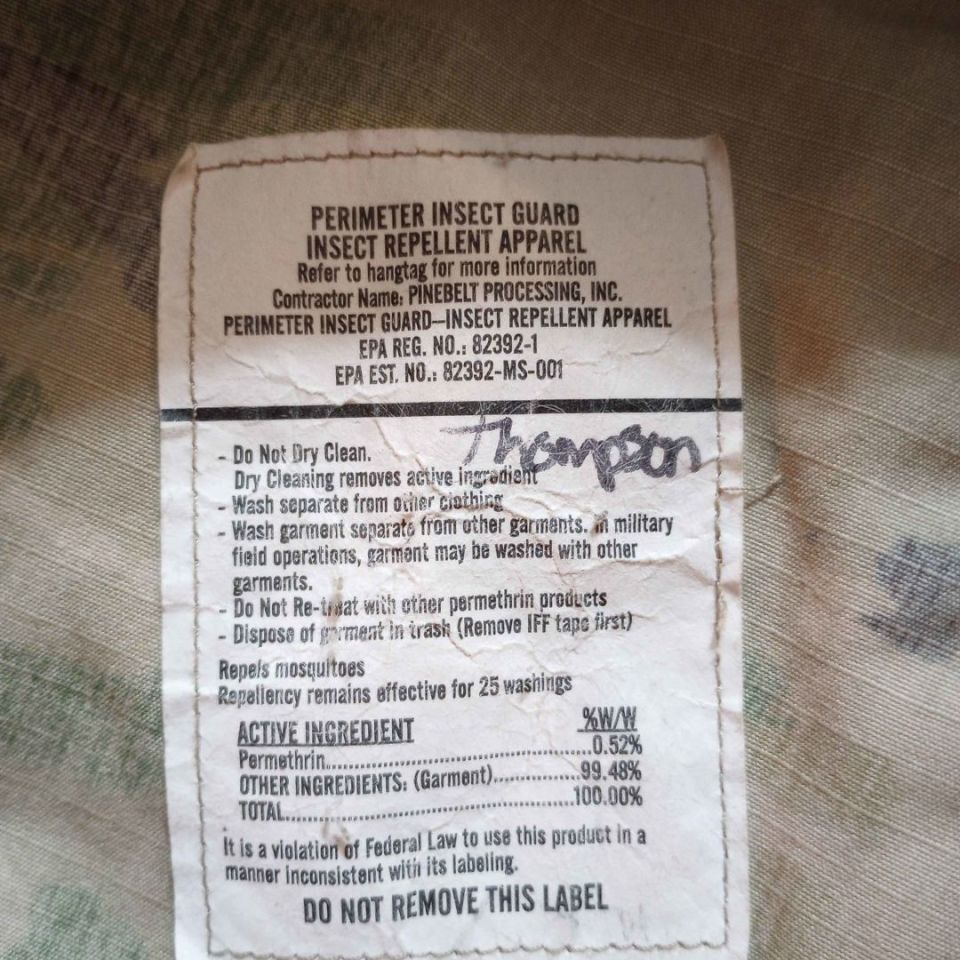 PERIMETER INSECT GUARD
INSECT REPELLENT APPAREL
Refer to hangtag for more information
Contractor Name: PINEBELT PROCESSING, INC.
PERIMETER INSECT GUARD—INSECT REPELLENT APPAREL
EPA REG. NO.: 82392-1
EPA EST. NO.: 82392-MS-001
Thompson
- Do Not Dry Clean.
Dry Cleaning removes active ingredient
- Wash separate from other clothing
- Wash garment separate from other garments. In military
field operations, garment may be washed with other
garments.
- Do Not Re-treat with other permethrin products
- Dispose of garment in trash (Remove IFF tape first)
Repels mosquitoes
Repellency remains effective for 25 washings
ACTIVE INGREDIENT %W/W
Permethrin..............................0.52%
OTHER INGREDIENTS: (Garment)..............99.48%
TOTAL..............................100.00%
It is a violation of Federal Law to use this product in a
manner inconsistent with its labeling.
DO NOT REMOVE THIS LABEL